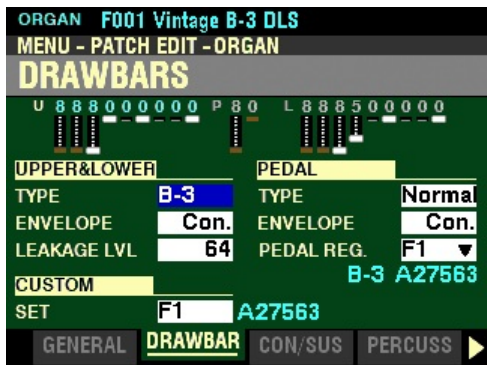 ORGAN F001 Vintage B-3 DLS
MENU - PATCH EDIT - ORGAN
DRAWBARS
U 888000000 P 80 L 888500000
UPPER&LOWER PEDAL
TYPE B-3 TYPE Normal
ENVELOPE Con. ENVELOPE Con.
LEAKAGE LVL 64 PEDAL REG. F1 ▼
B-3 A27563
CUSTOM
SET F1 A27563
GENERAL DRAWBAR CON/SUS PERCUSS